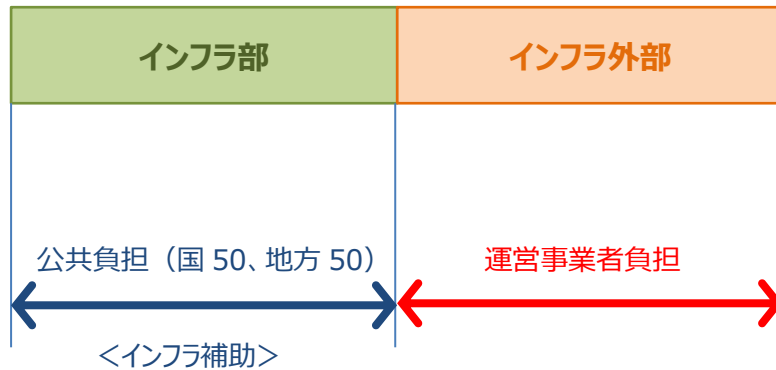 インフラ部
インフラ外部
公共負担（国 50、地方 50）
運営事業者負担
＜インフラ補助＞